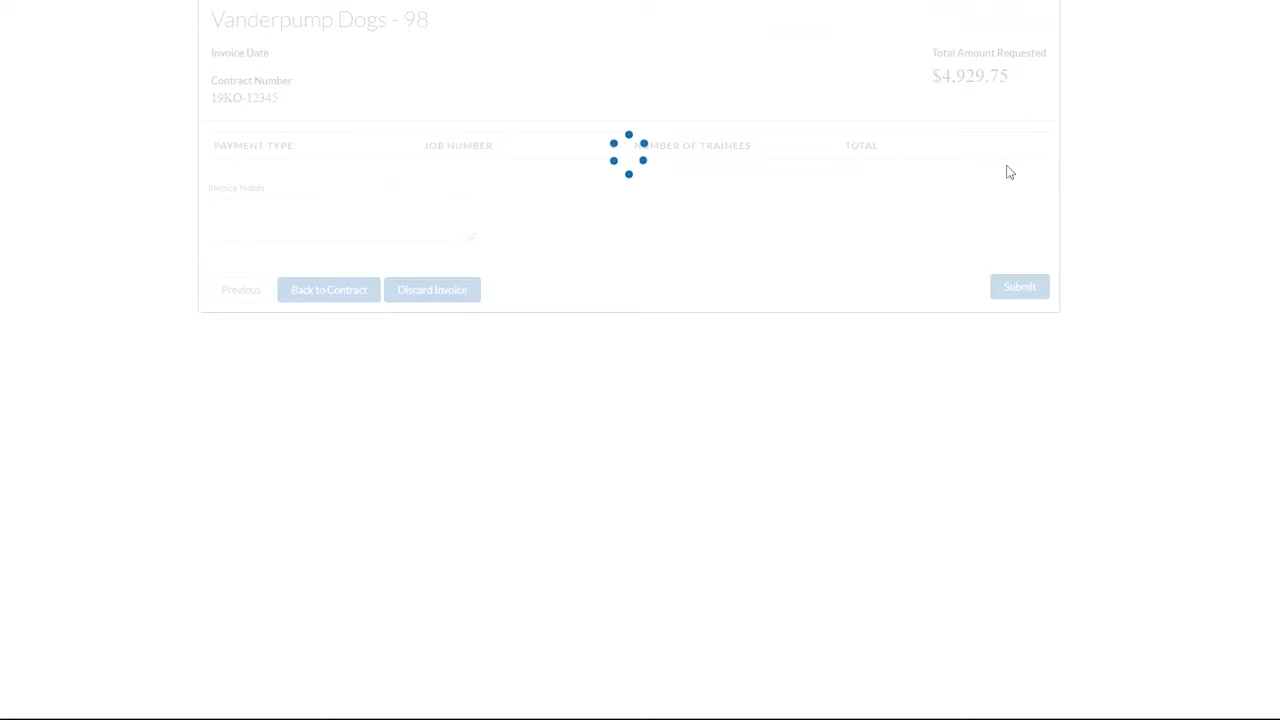 Vanderpump Dogs - 98
Invoice Date
Total Amount Requested
$4,929.75
Contract Number
19KO-12345
PAYMENT TYPE JOB NUMBER NUMBER OF TRAINEES TOTAL
Invoice Notes
Previous Back to Contract Discard Invoice Submit